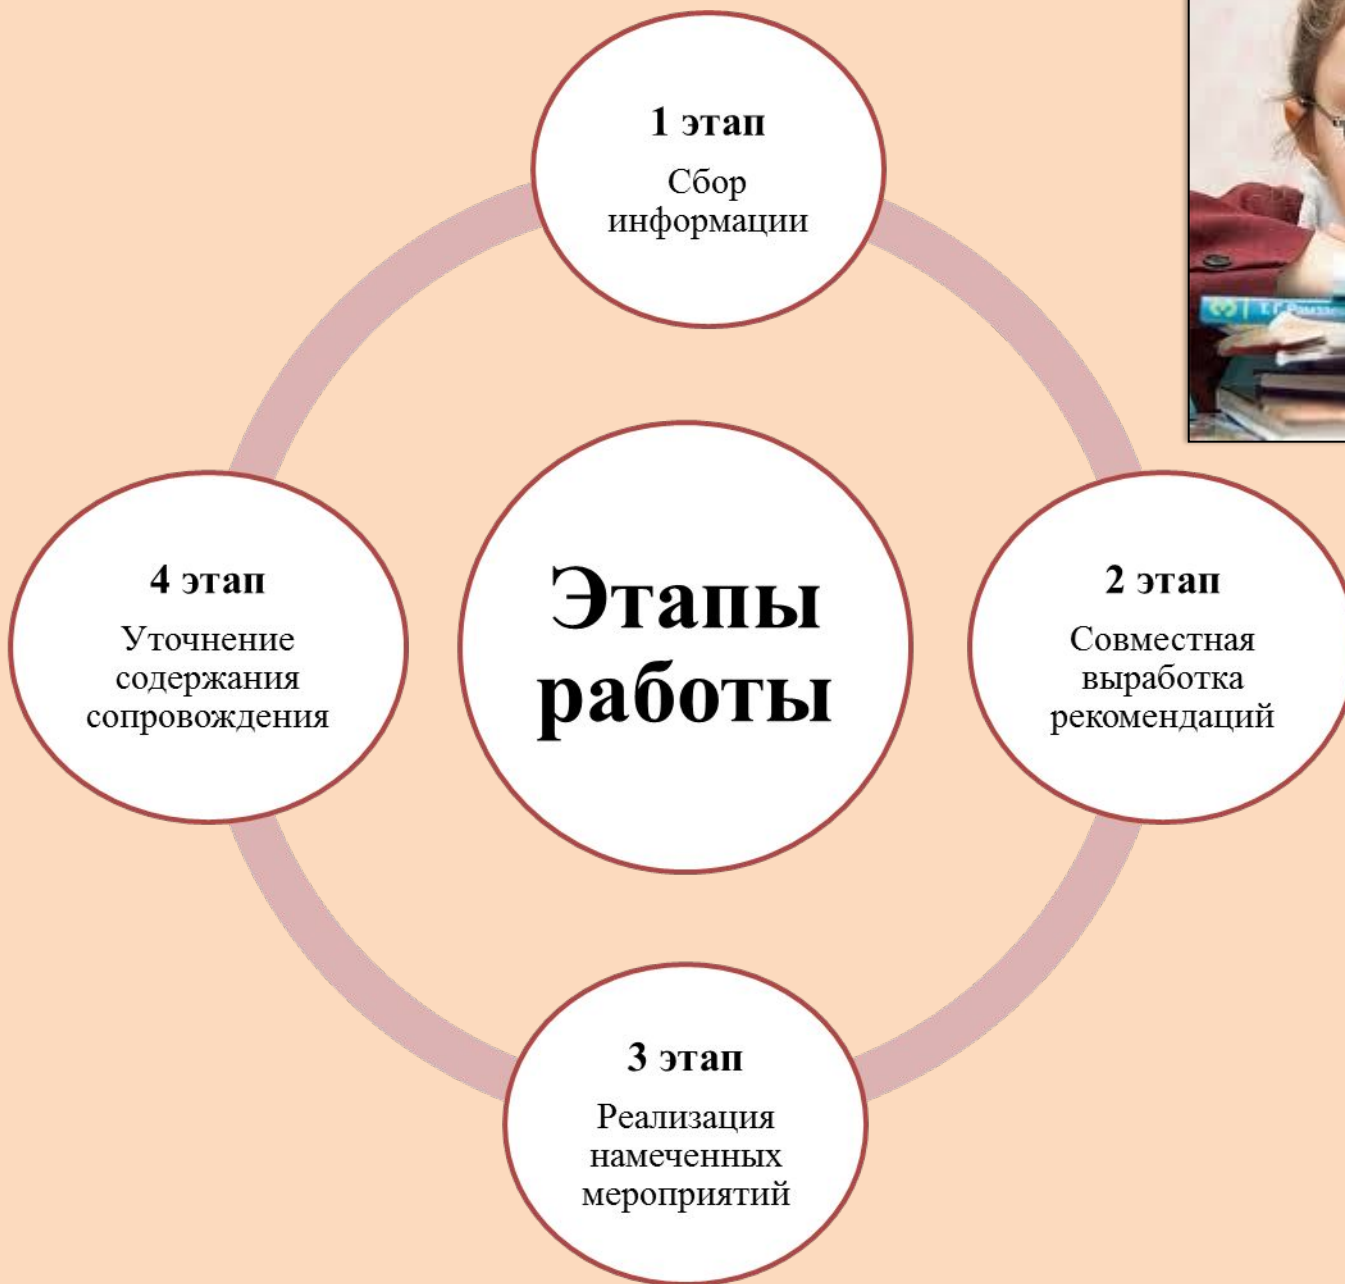 1 этап
Сбор
информации
4 этап
Уточнение
содержания
сопровождения
Этапы
работы
2 этап
Совместная
выработка
рекомендаций
3 этап
Реализация
намеченных
мероприятий
3
Т.Г.